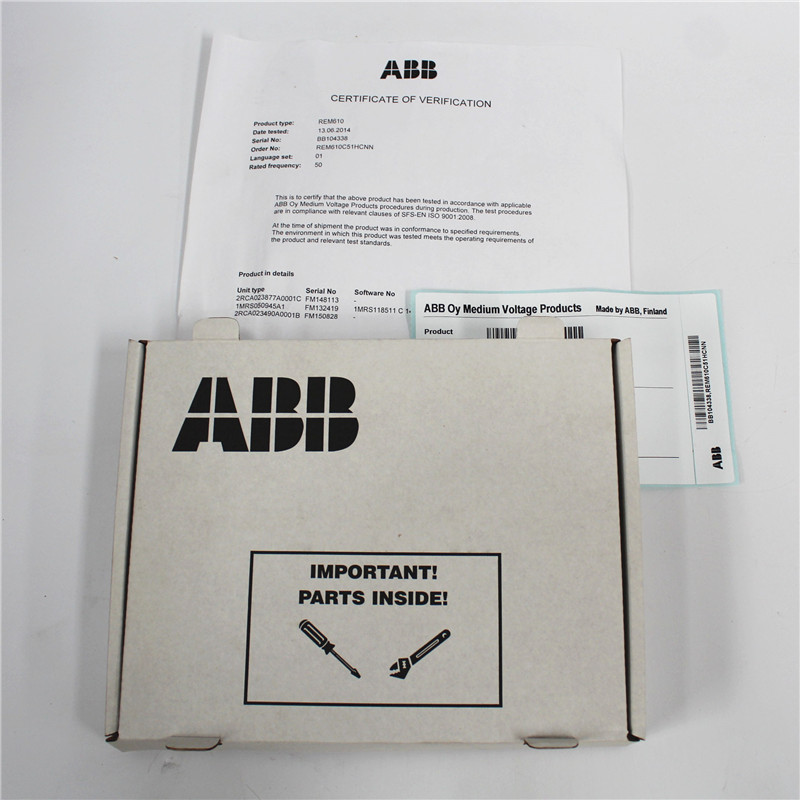 ABB
CERTIFICATE OF VERIFICATION
Product type: REM610
Date tested: 13.06.2014
Serial No: BB104338
Order No: REM610C51HCNN
Language set: 01
Rated frequency: 50
This is to certify that the above product has been tested in accordance with applicable
ABB Oy Medium Voltage Products procedures during production. The test procedures
are in compliance with relevant clauses of SFS-EN ISO 9001:2008.
At the time of shipment the product was in conformance to specified requirements.
The environment in which this product was tested meets the operating requirements of
the product and relevant test standards.
Product in details
Unit type Serial No Software No
2RCA023877A0001C FM148113 -
1MRS050945A1 FM132419 1MRS118511 C 1-
2RCA023490A0001B FM150828 -
ABB Oy Medium Voltage Products Made by ABB, Finland
Product
BB104338,REM610C51HCNN
ABB
ABB
IMPORTANT!
PARTS INSIDE!